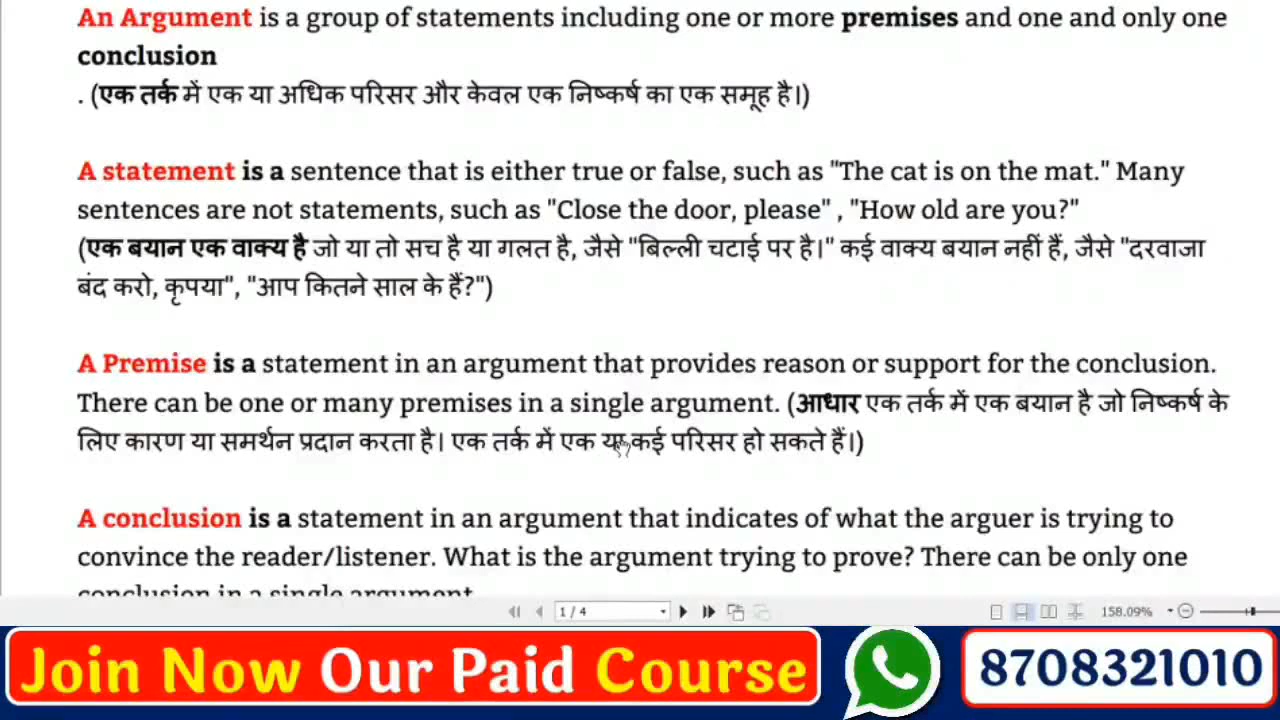 An Argument is a group of statements including one or more premises and one and only one
conclusion
. (एक तर्क में एक या अधिक परिसर और केवल एक निष्कर्ष का एक समूह है।)
A statement is a sentence that is either true or false, such as "The cat is on the mat." Many
sentences are not statements, such as "Close the door, please" , "How old are you?"
(एक बयान एक वाक्य है जो या तो सच है या गलत है, जैसे "बिल्ली चटाई पर है।" कई वाक्य बयान नहीं हैं, जैसे "दरवाजा
बंद करो, कृपया", "आप कितने साल के हैं?")
A Premise is a statement in an argument that provides reason or support for the conclusion.
There can be one or many premises in a single argument. (आधार एक तर्क में एक बयान है जो निष्कर्ष के
लिए कारण या समर्थन प्रदान करता है। एक तर्क में एक या कई परिसर हो सकते हैं।)
A conclusion is a statement in an argument that indicates of what the arguer is trying to
convince the reader/listener. What is the argument trying to prove? There can be only one
conclusion in a single argument
1 / 4
158.09%
Join Now Our Paid Course
8708321010